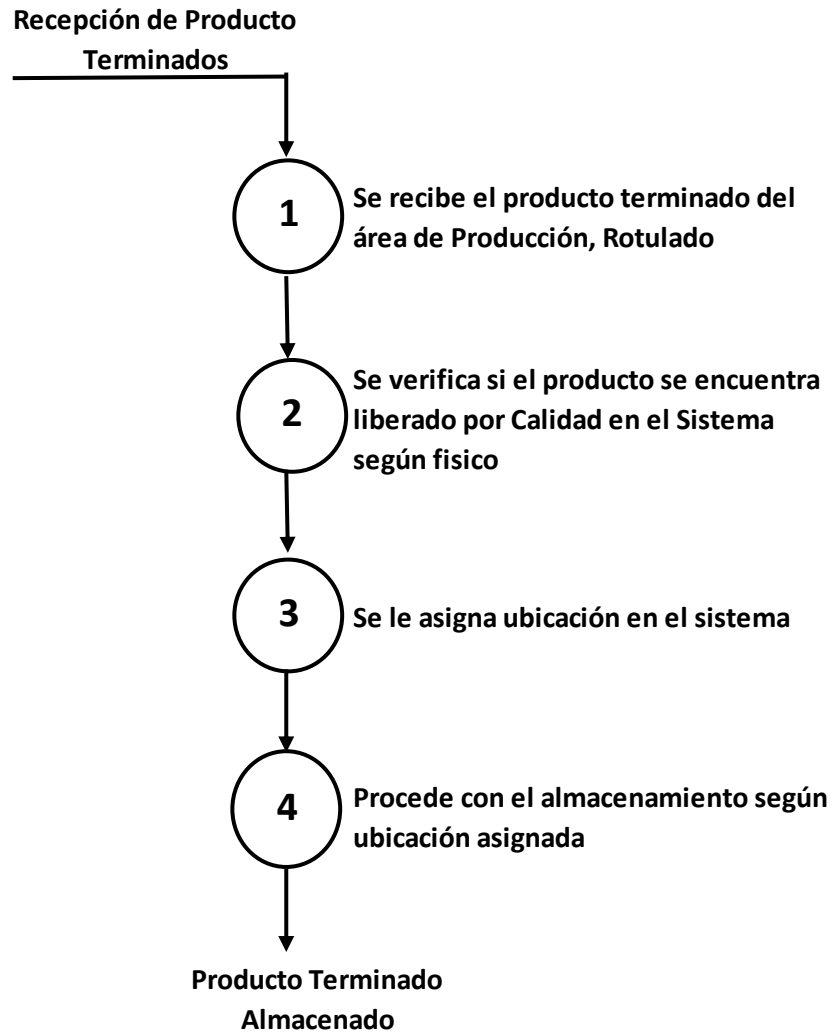 Recepción de Producto
Terminados
1
Se recibe el producto terminado del
área de Producción, Rotulado
2
Se verifica si el producto se encuentra
liberado por Calidad en el Sistema
según fisico
3
Se le asigna ubicación en el sistema
4
Procede con el almacenamiento según
ubicación asignada
Producto Terminado
Almacenado